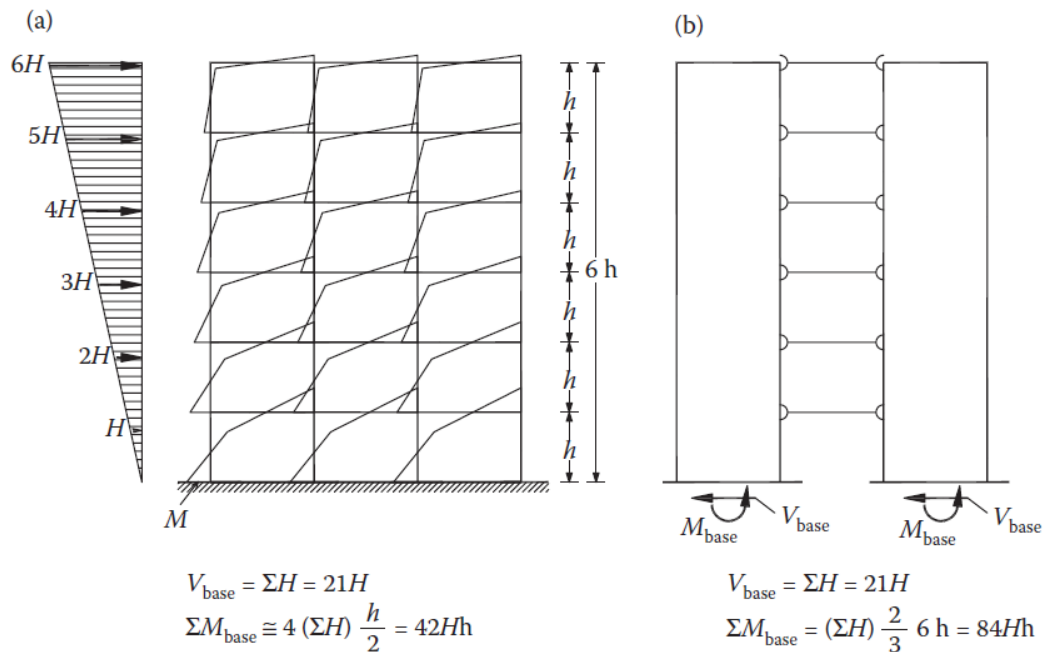 (a)
(b)
6H
5H
4H
3H
2H
H
h
h
h
h
h
h
6 h
M
M_base
V_base
M_base
V_base
V_base = ΣH = 21H
ΣM_base ≅ 4 (ΣH) h/2 = 42Hh
V_base = ΣH = 21H
ΣM_base = (ΣH) 2/3 6 h = 84Hh